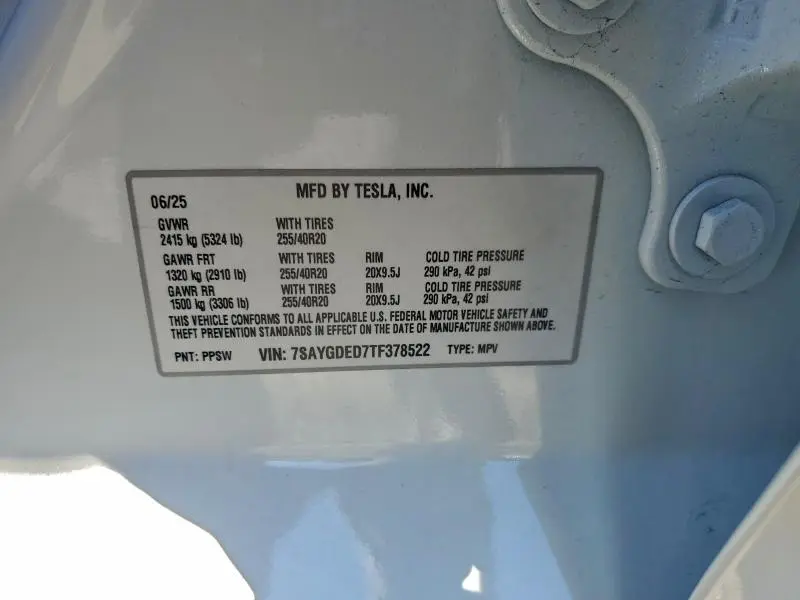 06/25 MFD BY TESLA, INC.
GVWR WITH TIRES
2415 kg (5324 lb) 255/40R20
GAWR FRT WITH TIRES RIM COLD TIRE PRESSURE
1320 kg (2910 lb) 255/40R20 20X9.5J 290 kPa, 42 psi
GAWR RR WITH TIRES RIM COLD TIRE PRESSURE
1500 kg (3306 lb) 255/40R20 20X9.5J 290 kPa, 42 psi
THIS VEHICLE CONFORMS TO ALL APPLICABLE U.S. FEDERAL MOTOR VEHICLE SAFETY AND
THEFT PREVENTION STANDARDS IN EFFECT ON THE DATE OF MANUFACTURE SHOWN ABOVE.
PNT: PPSW VIN: 7SAYGDED7TF378522 TYPE: MPV